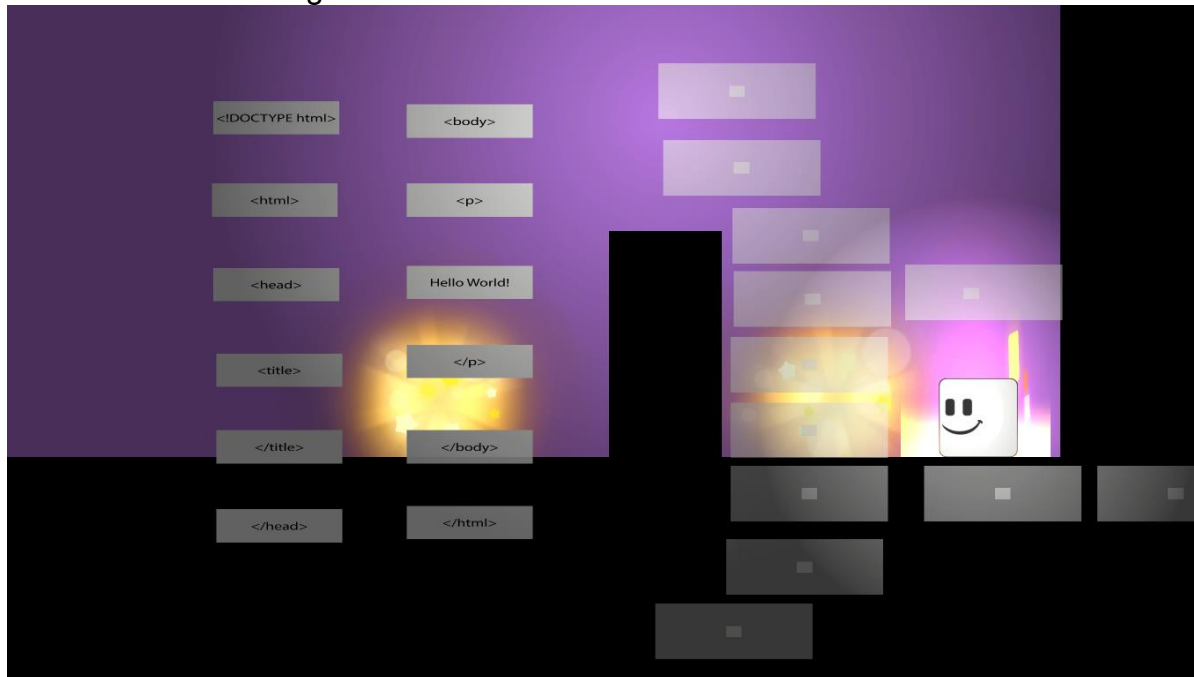 <!DOCTYPE html>
<html>
<head>
<title>
</title>
</head>
<body>
<p>
Hello World!
</p>
</body>
</html>